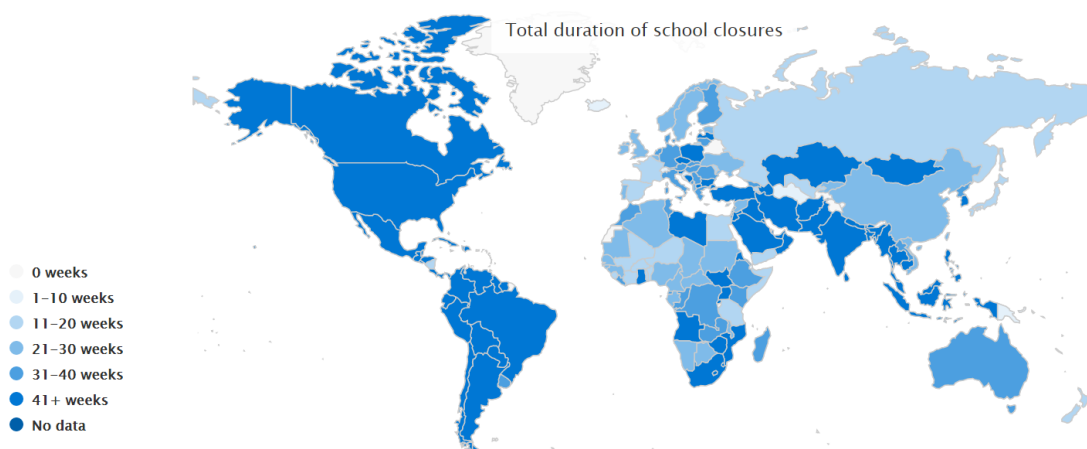 Total duration of school closures
0 weeks
1–10 weeks
11–20 weeks
21–30 weeks
31–40 weeks
41+ weeks
No data